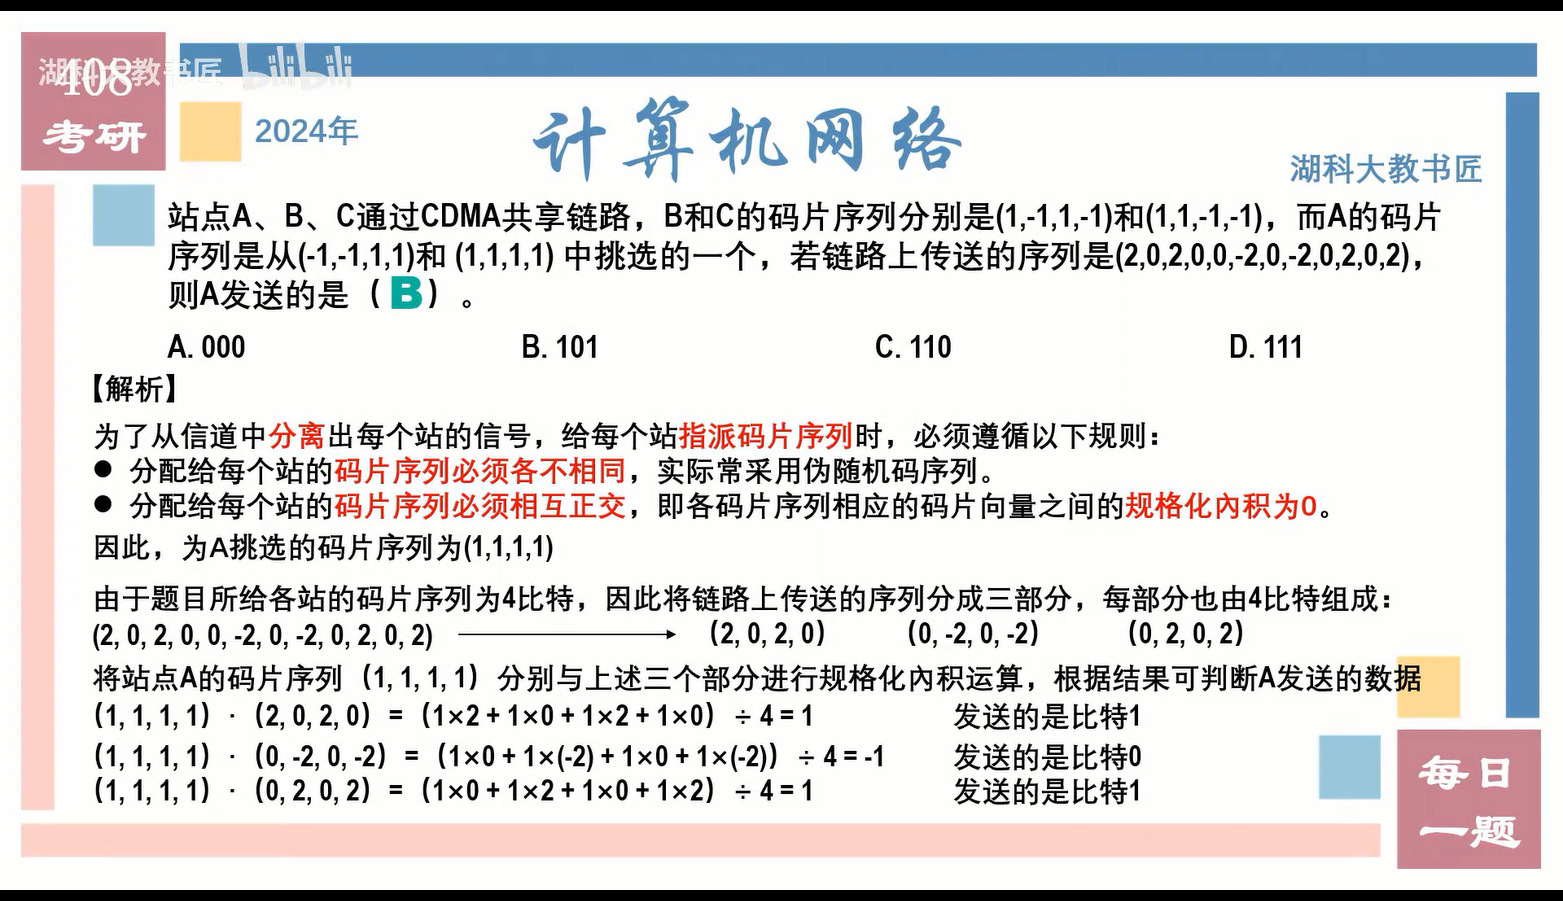 湖科大教书匠 bilibili
408
考研
2024年
计算机网络
湖科大教书匠
站点A、B、C通过CDMA共享链路，B和C的码片序列分别是(1,-1,1,-1)和(1,1,-1,-1)，而A的码片
序列是从(-1,-1,1,1)和 (1,1,1,1) 中挑选的一个，若链路上传送的序列是(2,0,2,0,0,-2,0,-2,0,2,0,2)，
则A发送的是（ B ）。
A. 000 B. 101 C. 110 D. 111
【解析】
为了从信道中分离出每个站的信号，给每个站指派码片序列时，必须遵循以下规则：
● 分配给每个站的码片序列必须各不相同，实际常采用伪随机码序列。
● 分配给每个站的码片序列必须相互正交，即各码片序列相应的码片向量之间的规格化内积为0。
因此，为A挑选的码片序列为(1,1,1,1)
由于题目所给各站的码片序列为4比特，因此将链路上传送的序列分成三部分，每部分也由4比特组成：
(2, 0, 2, 0, 0, -2, 0, -2, 0, 2, 0, 2) （2, 0, 2, 0） （0, -2, 0, -2） （0, 2, 0, 2）
将站点A的码片序列（1, 1, 1, 1）分别与上述三个部分进行规格化内积运算，根据结果可判断A发送的数据
（1, 1, 1, 1）·（2, 0, 2, 0）=（1×2 + 1×0 + 1×2 + 1×0）÷ 4 = 1 发送的是比特1
（1, 1, 1, 1）·（0, -2, 0, -2）=（1×0 + 1×(-2) + 1×0 + 1×(-2)）÷ 4 = -1 发送的是比特0
（1, 1, 1, 1）·（0, 2, 0, 2）=（1×0 + 1×2 + 1×0 + 1×2）÷ 4 = 1 发送的是比特1
每日
一题